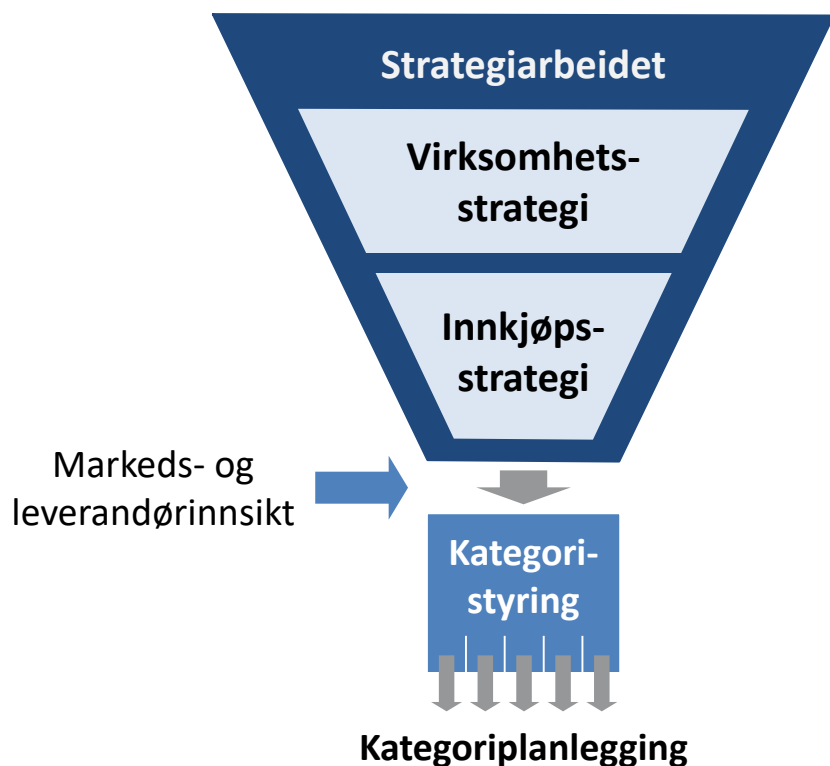 Strategiarbeidet
Virksomhets-
strategi
Innkjøps-
strategi
Markeds- og
leverandørinnsikt
Kategori-
styring
Kategoriplanlegging